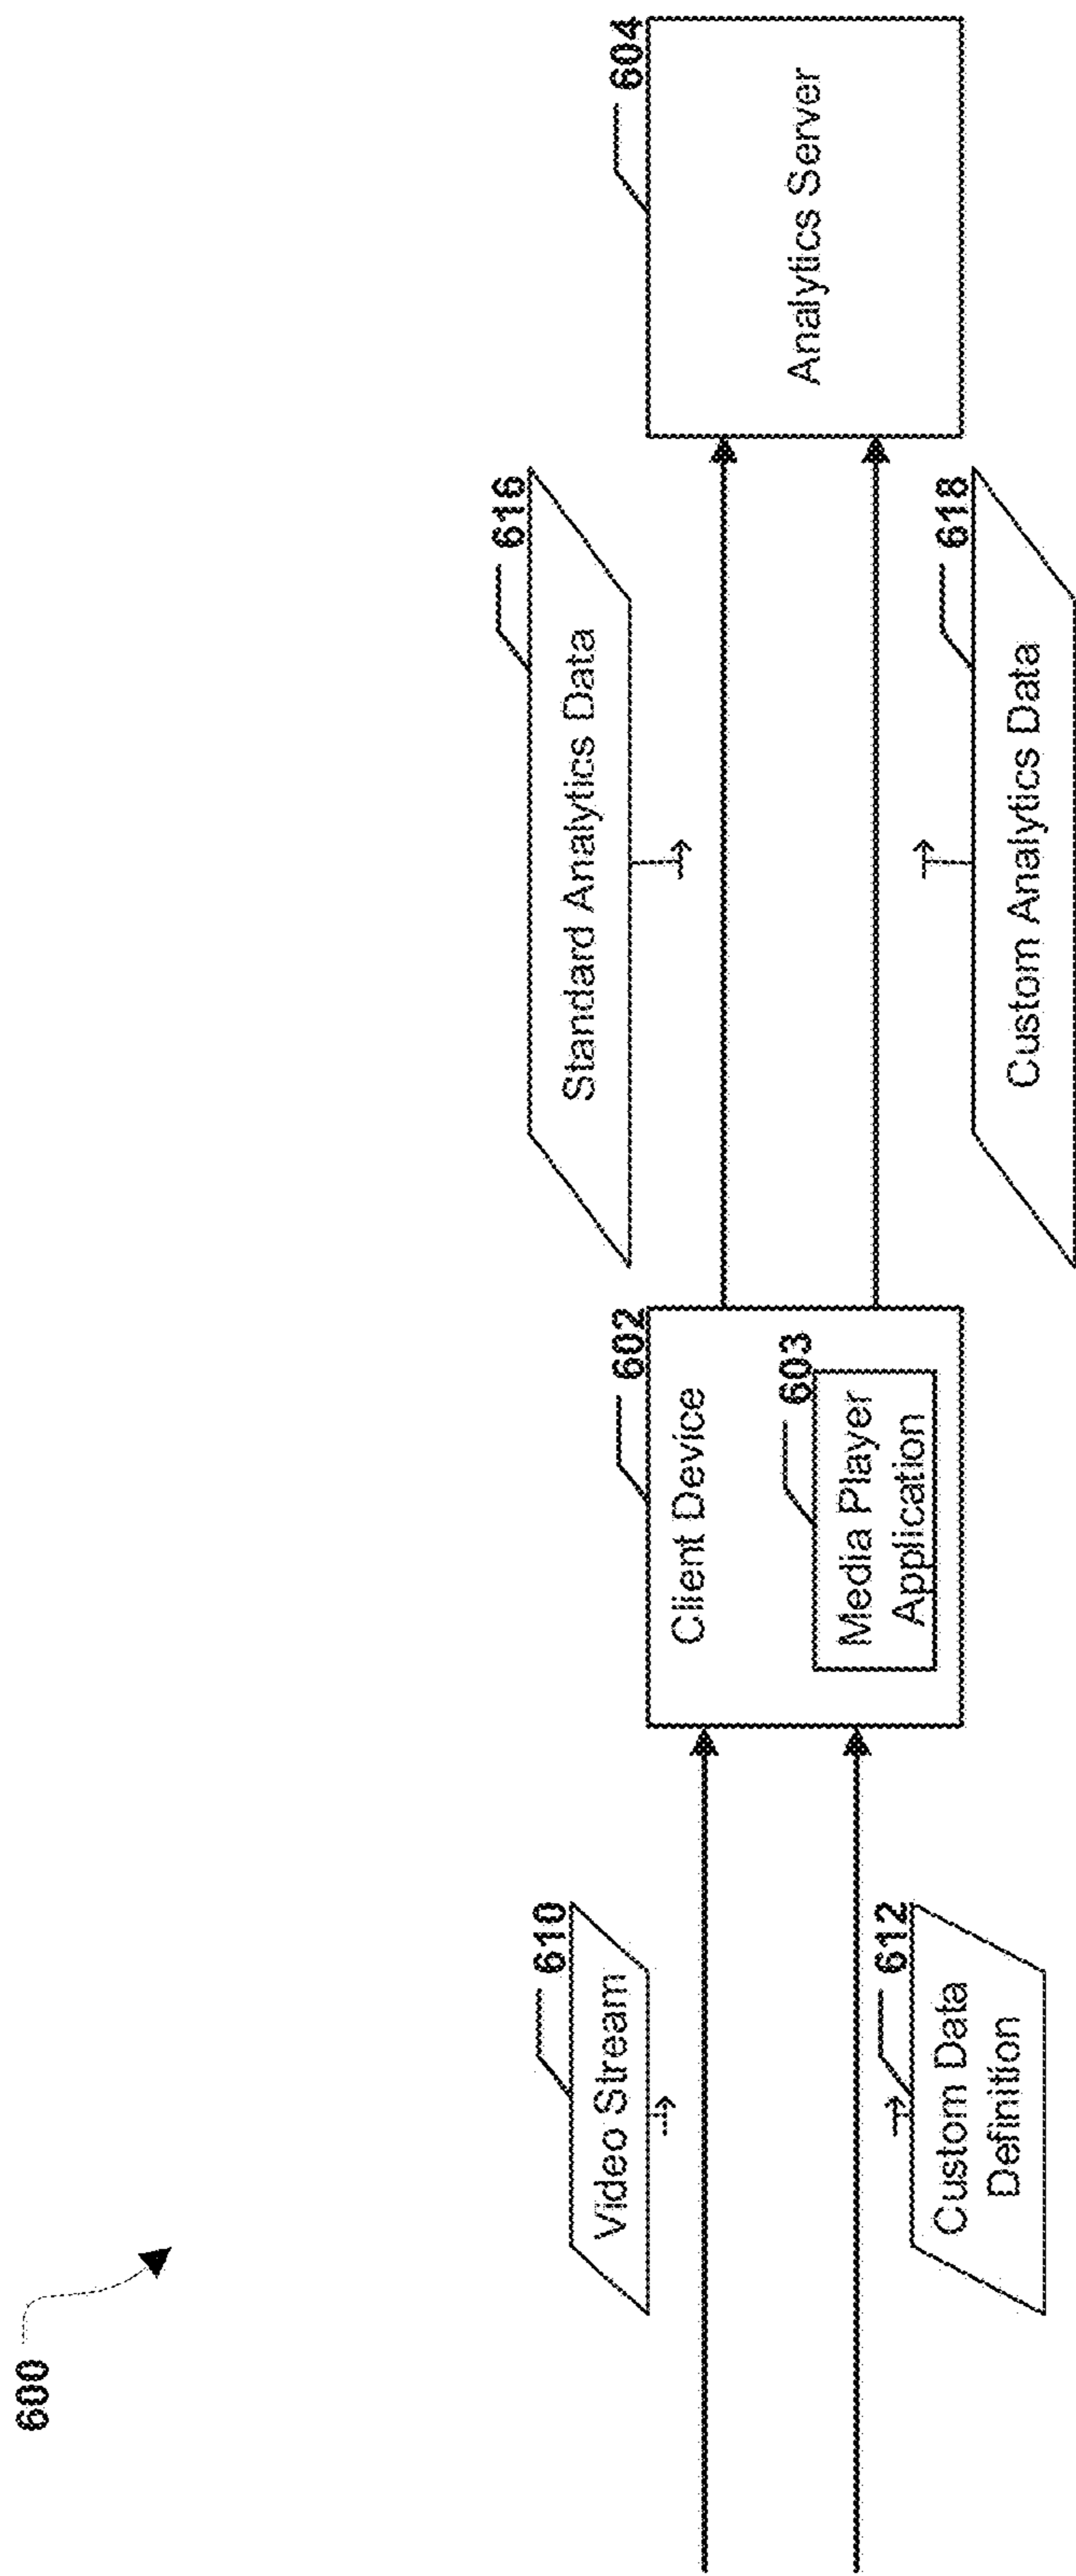 600
610
Video Stream
612
Custom Data
Definition
602
Client Device
603
Media Player
Application
616
Standard Analytics Data
618
Custom Analytics Data
604
Analytics Server